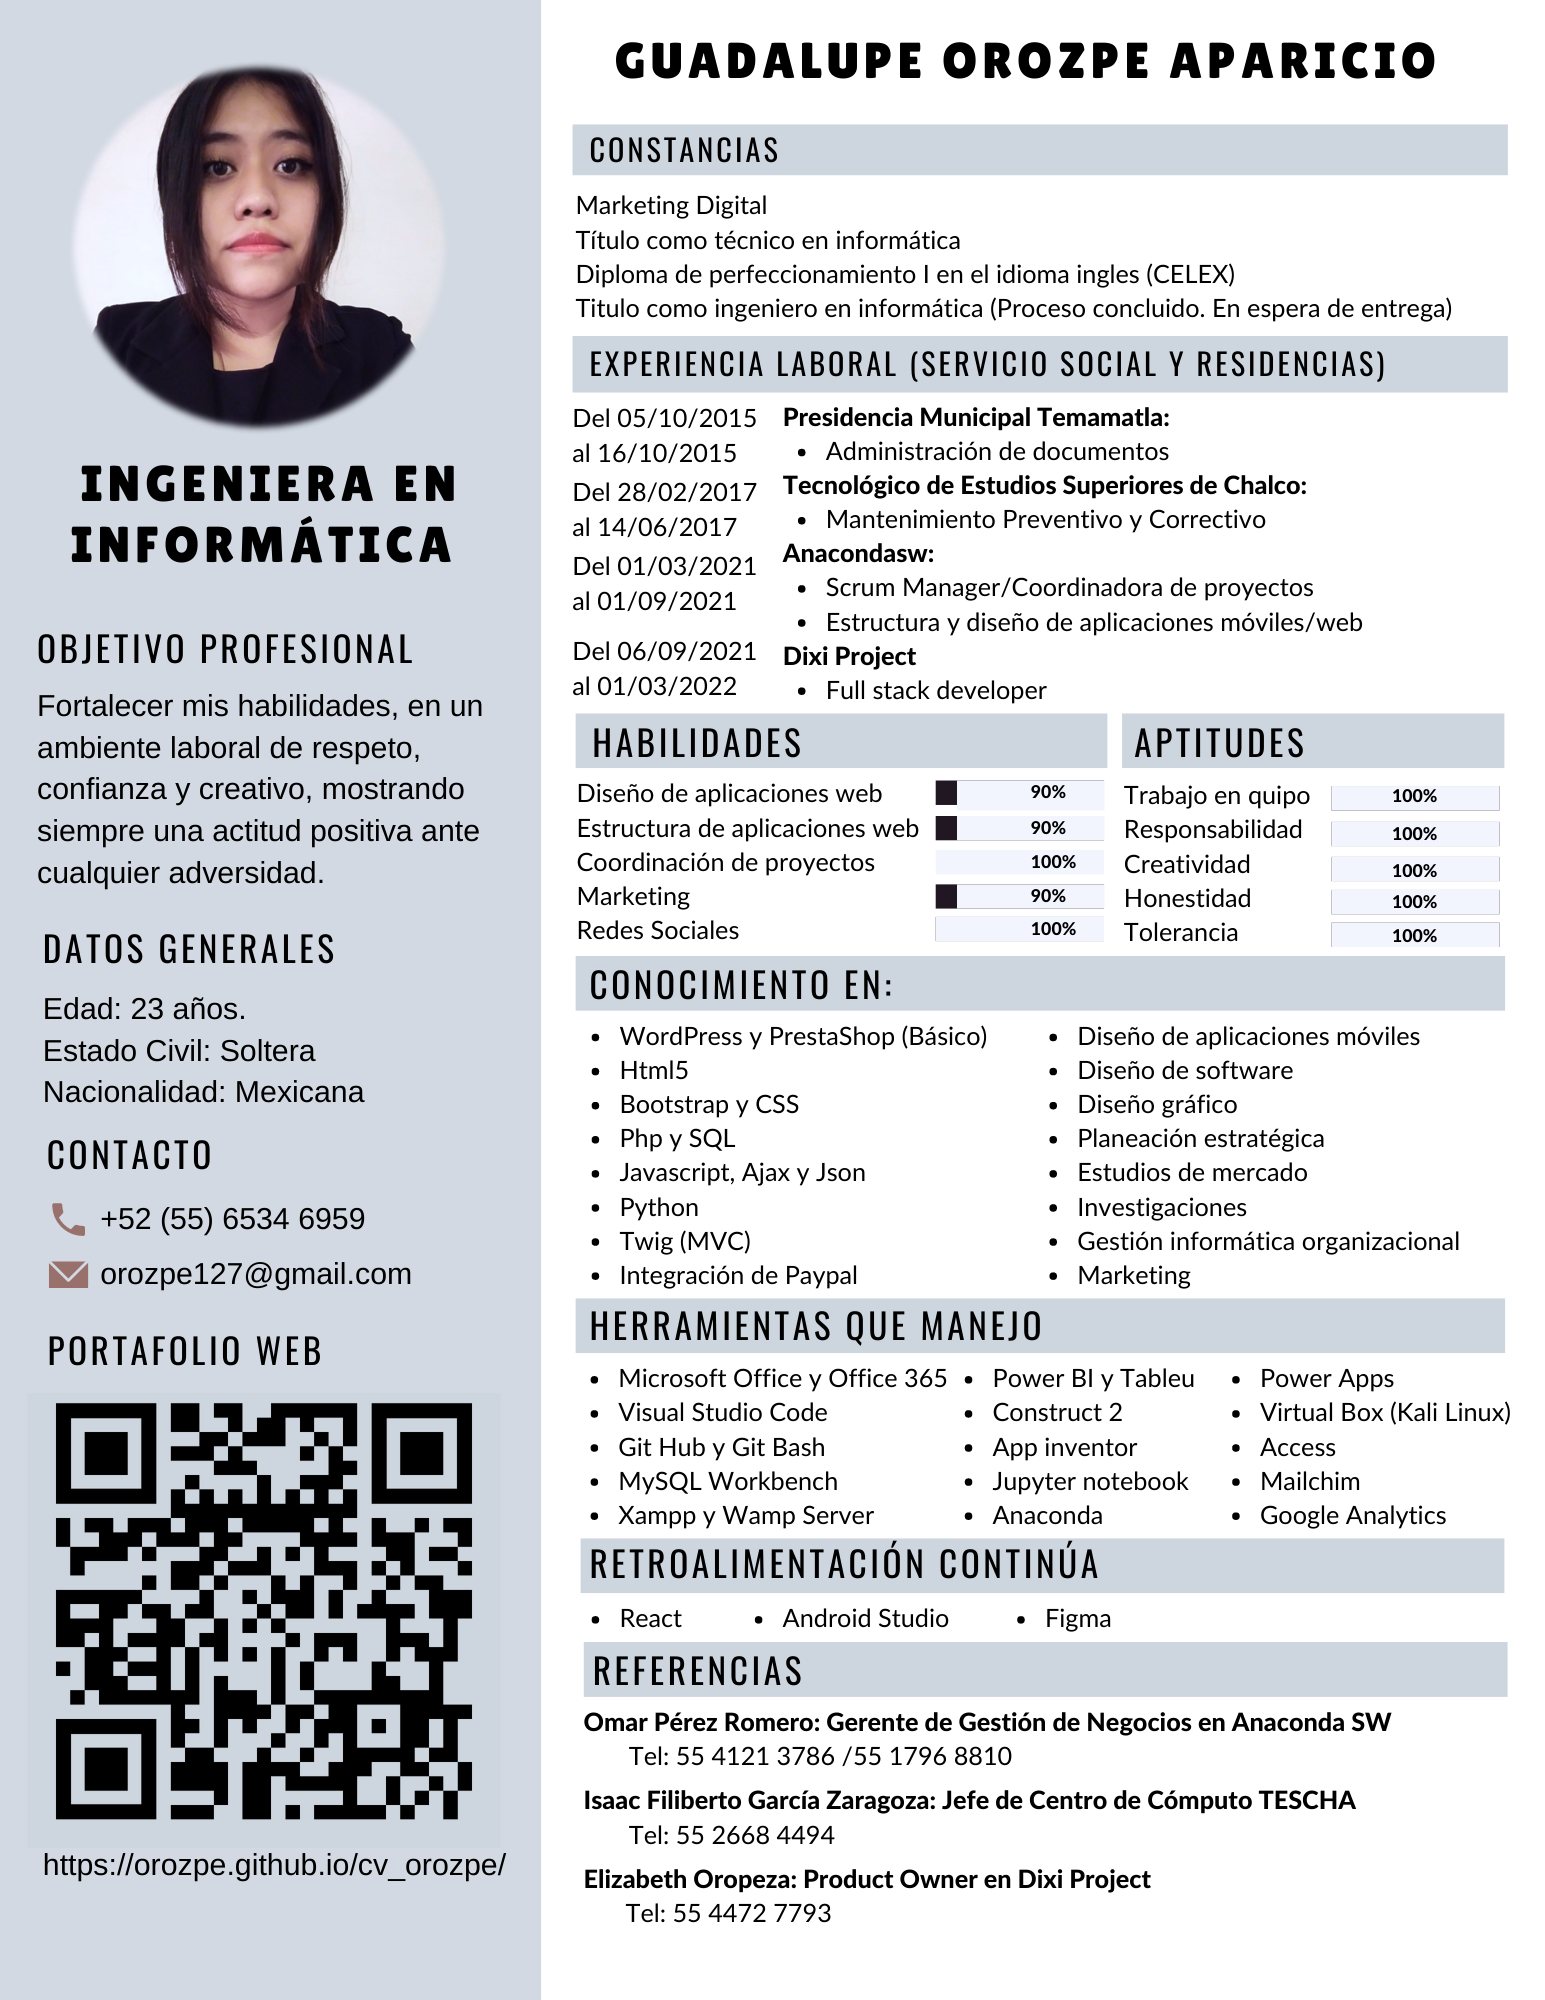 GUADALUPE OROZPE APARICIO
INGENIERA EN
INFORMÁTICA
OBJETIVO PROFESIONAL
Fortalecer mis habilidades, en un
ambiente laboral de respeto,
confianza y creativo, mostrando
siempre una actitud positiva ante
cualquier adversidad.
DATOS GENERALES
Edad: 23 años.
Estado Civil: Soltera
Nacionalidad: Mexicana
CONTACTO
+52 (55) 6534 6959
orozpe127@gmail.com
PORTAFOLIO WEB
https://orozpe.github.io/cv_orozpe/
CONSTANCIAS
Marketing Digital
Título como técnico en informática
Diploma de perfeccionamiento I en el idioma ingles (CELEX)
Titulo como ingeniero en informática (Proceso concluido. En espera de entrega)
EXPERIENCIA LABORAL (SERVICIO SOCIAL Y RESIDENCIAS)
Del 05/10/2015
al 16/10/2015
Presidencia Municipal Temamatla:
• Administración de documentos
Del 28/02/2017
al 14/06/2017
Tecnológico de Estudios Superiores de Chalco:
• Mantenimiento Preventivo y Correctivo
Del 01/03/2021
al 01/09/2021
Anacondasw:
• Scrum Manager/Coordinadora de proyectos
• Estructura y diseño de aplicaciones móviles/web
Del 06/09/2021
al 01/03/2022
Dixi Project
• Full stack developer
HABILIDADES
Diseño de aplicaciones web 90%
Estructura de aplicaciones web 90%
Coordinación de proyectos 100%
Marketing 90%
Redes Sociales 100%
APTITUDES
Trabajo en quipo 100%
Responsabilidad 100%
Creatividad 100%
Honestidad 100%
Tolerancia 100%
CONOCIMIENTO EN:
• WordPress y PrestaShop (Básico)
• Html5
• Bootstrap y CSS
• Php y SQL
• Javascript, Ajax y Json
• Python
• Twig (MVC)
• Integración de Paypal
• Diseño de aplicaciones móviles
• Diseño de software
• Diseño gráfico
• Planeación estratégica
• Estudios de mercado
• Investigaciones
• Gestión informática organizacional
• Marketing
HERRAMIENTAS QUE MANEJO
• Microsoft Office y Office 365
• Visual Studio Code
• Git Hub y Git Bash
• MySQL Workbench
• Xampp y Wamp Server
• Power BI y Tableu
• Construct 2
• App inventor
• Jupyter notebook
• Anaconda
• Power Apps
• Virtual Box (Kali Linux)
• Access
• Mailchim
• Google Analytics
RETROALIMENTACIÓN CONTINÚA
• React • Android Studio • Figma
REFERENCIAS
Omar Pérez Romero: Gerente de Gestión de Negocios en Anaconda SW
Tel: 55 4121 3786 /55 1796 8810
Isaac Filiberto García Zaragoza: Jefe de Centro de Cómputo TESCHA
Tel: 55 2668 4494
Elizabeth Oropeza: Product Owner en Dixi Project
Tel: 55 4472 7793